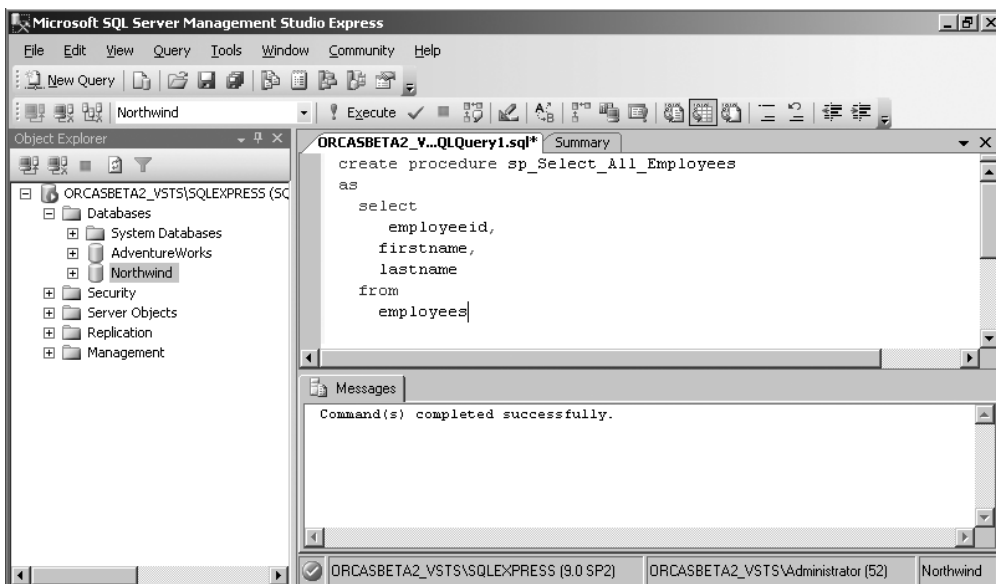 Microsoft SQL Server Management Studio Express
File Edit View Query Tools Window Community Help
New Query
Northwind
Execute
Object Explorer
ORCASBETA2_V...QLQuery1.sql* Summary
ORCASBETA2_VSTS\SQLEXPRESS (SQ
Databases
System Databases
AdventureWorks
Northwind
Security
Server Objects
Replication
Management
create procedure sp_Select_All_Employees
as
select
employeeid,
firstname,
lastname
from
employees
Messages
Command(s) completed successfully.
ORCASBETA2_VSTS\SQLEXPRESS (9.0 SP2) ORCASBETA2_VSTS\Administrator (52) Northwind